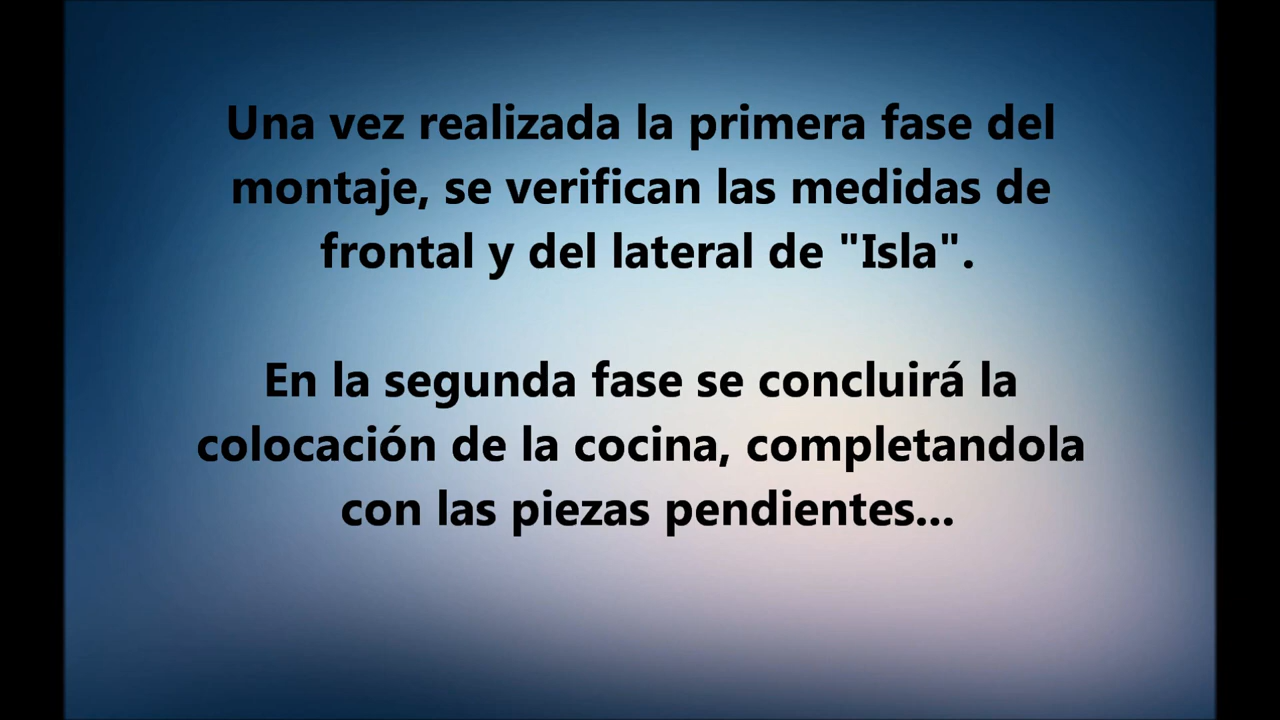 Una vez realizada la primera fase del
montaje, se verifican las medidas de
frontal y del lateral de "Isla".
En la segunda fase se concluirá la
colocación de la cocina, completandola
con las piezas pendientes...